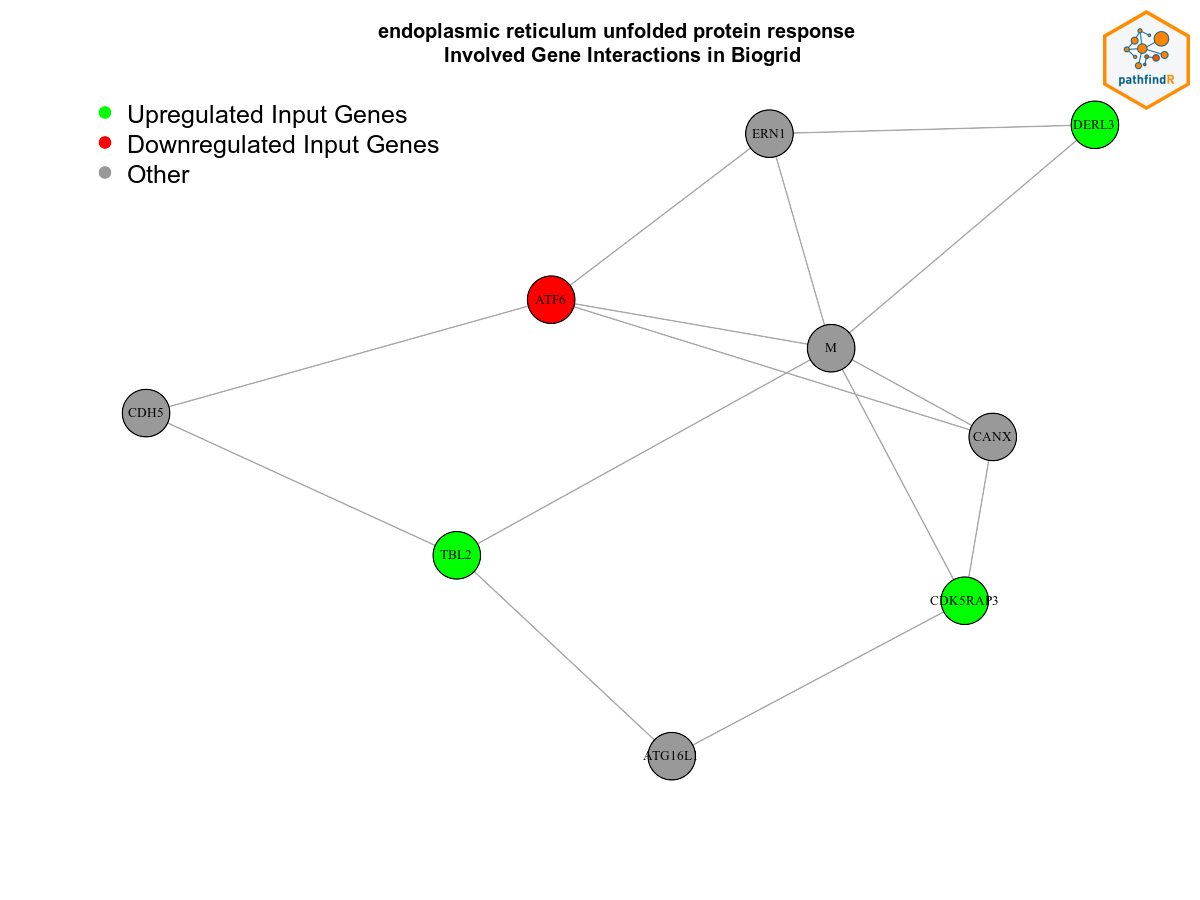 endoplasmic reticulum unfolded protein response
Involved Gene Interactions in Biogrid
pathfindR
Upregulated Input Genes
Downregulated Input Genes
Other
ERN1
DERL3
ATF6
M
CDH5
CANX
TBL2
CDK5RAP3
ATG16L